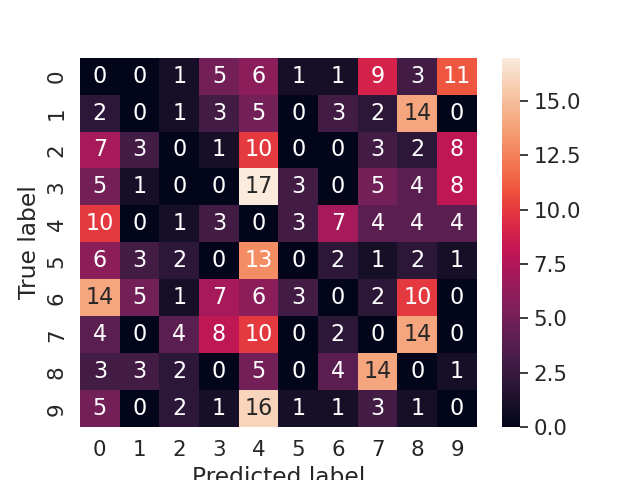 0 0 0 1 5 6 1 1 9 3 11
1 2 0 1 3 5 0 3 2 14 0
2 7 3 0 1 10 0 0 3 2 8
3 5 1 0 0 17 3 0 5 4 8
4 10 0 1 3 0 3 7 4 4 4
5 6 3 2 0 13 0 2 1 2 1
6 14 5 1 7 6 3 0 2 10 0
7 4 0 4 8 10 0 2 0 14 0
8 3 3 2 0 5 0 4 14 0 1
9 5 0 2 1 16 1 1 3 1 0
0 1 2 3 4 5 6 7 8 9
Predicted label
True label
15.0
12.5
10.0
7.5
5.0
2.5
0.0